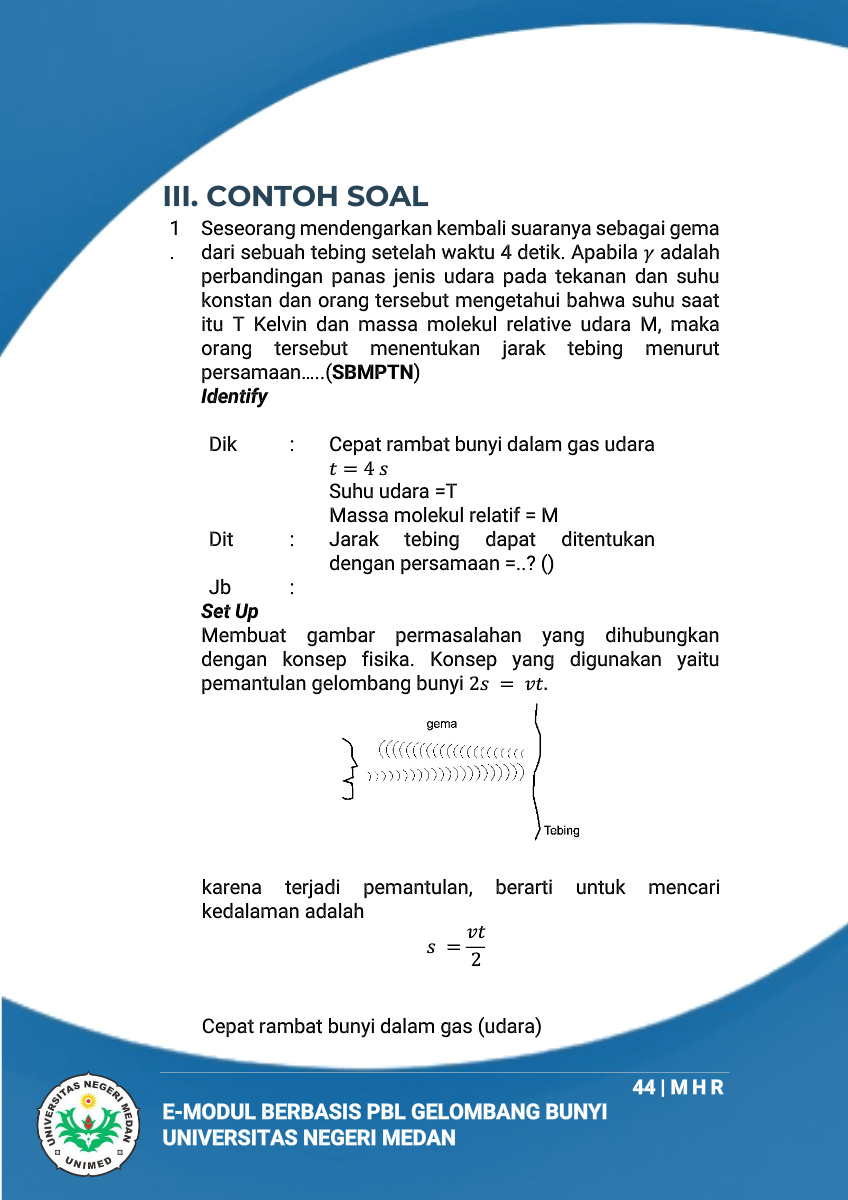 III. CONTOH SOAL
1 Seseorang mendengarkan kembali suaranya sebagai gema
. dari sebuah tebing setelah waktu 4 detik. Apabila γ adalah
perbandingan panas jenis udara pada tekanan dan suhu
konstan dan orang tersebut mengetahui bahwa suhu saat
itu T Kelvin dan massa molekul relative udara M, maka
orang tersebut menentukan jarak tebing menurut
persamaan…..(SBMPTN)
Identify
Dik : Cepat rambat bunyi dalam gas udara
t = 4 s
Suhu udara =T
Massa molekul relatif = M
Dit : Jarak tebing dapat ditentukan
dengan persamaan =..? ()
Jb :
Set Up
Membuat gambar permasalahan yang dihubungkan
dengan konsep fisika. Konsep yang digunakan yaitu
pemantulan gelombang bunyi 2s = vt.
gema
Tebing
karena terjadi pemantulan, berarti untuk mencari
kedalaman adalah
s = vt/2
Cepat rambat bunyi dalam gas (udara)
44 | M H R
E-MODUL BERBASIS PBL GELOMBANG BUNYI
UNIVERSITAS NEGERI MEDAN
UNIVERSITAS NEGERI MEDAN
UNIMED